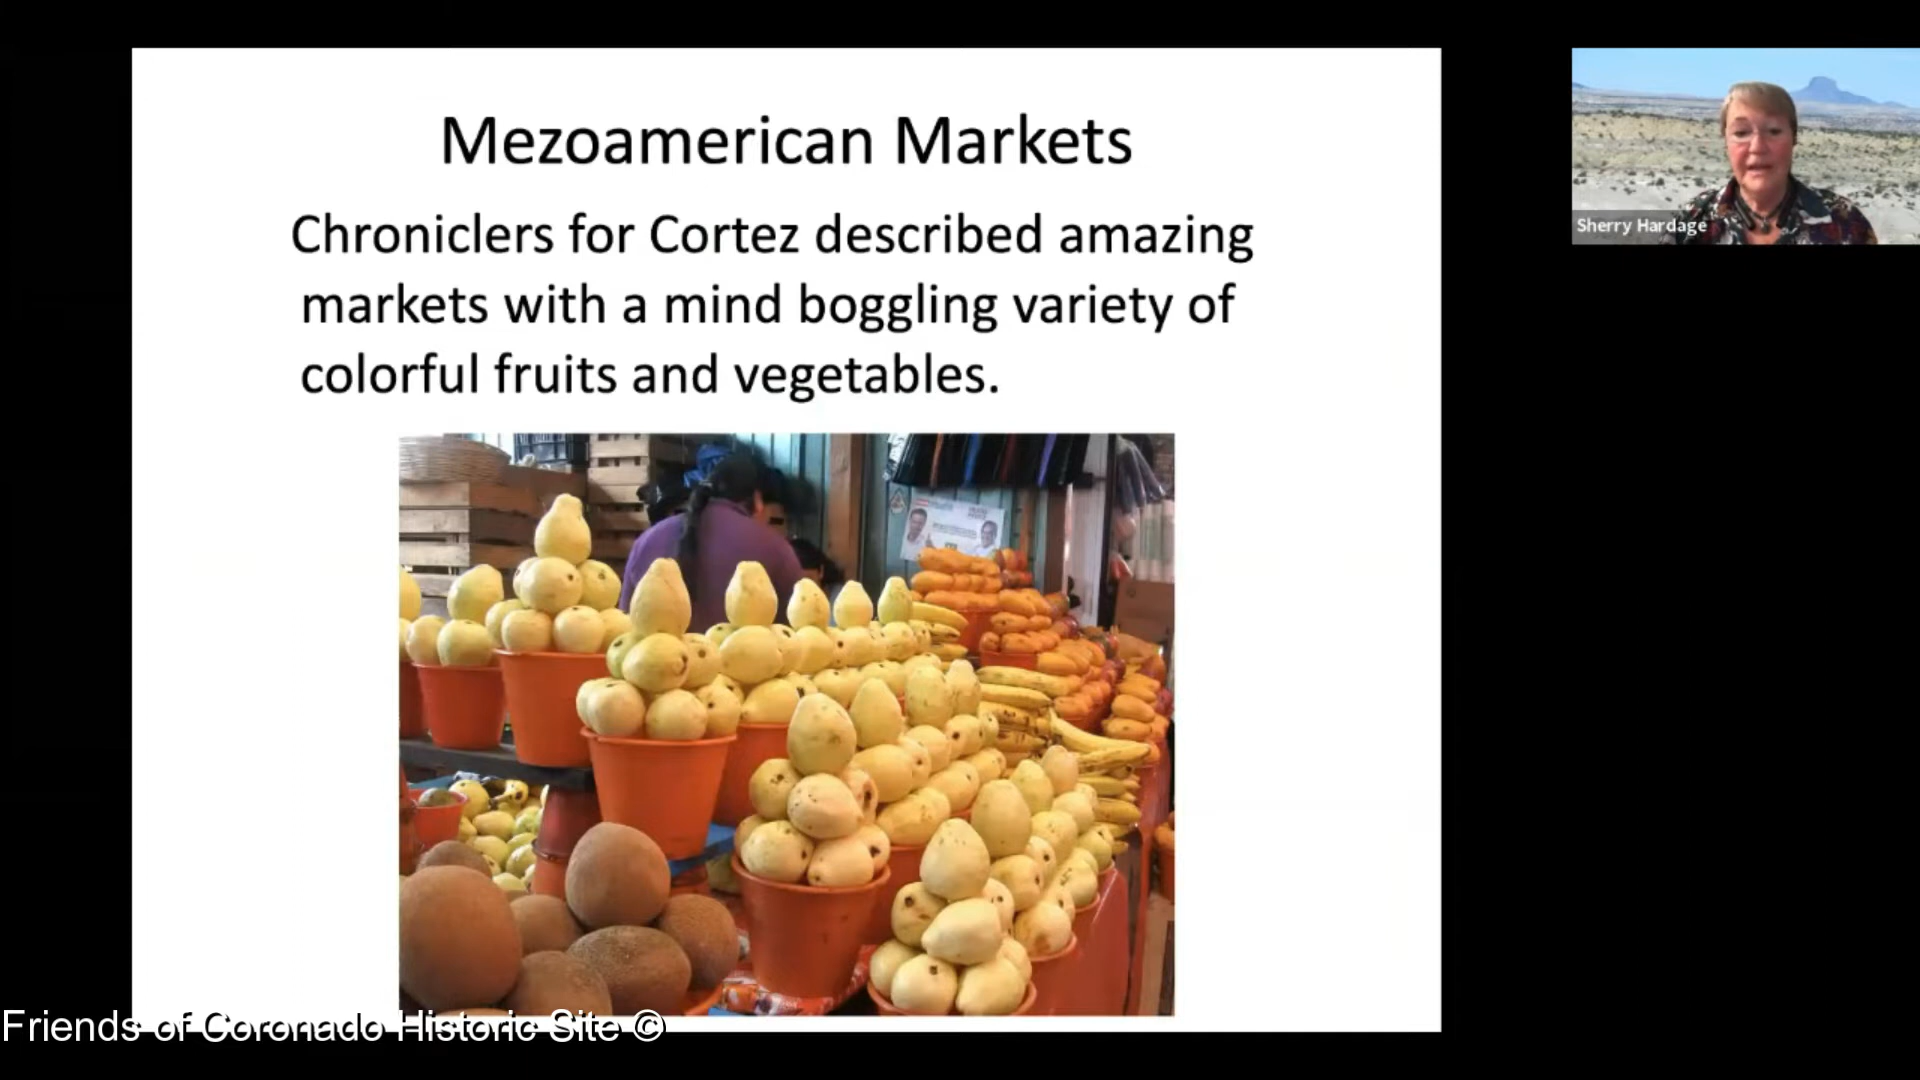 Mezoamerican Markets
Chroniclers for Cortez described amazing
markets with a mind boggling variety of
colorful fruits and vegetables.
Sherry Hardage
Friends of Coronado Historic Site ©